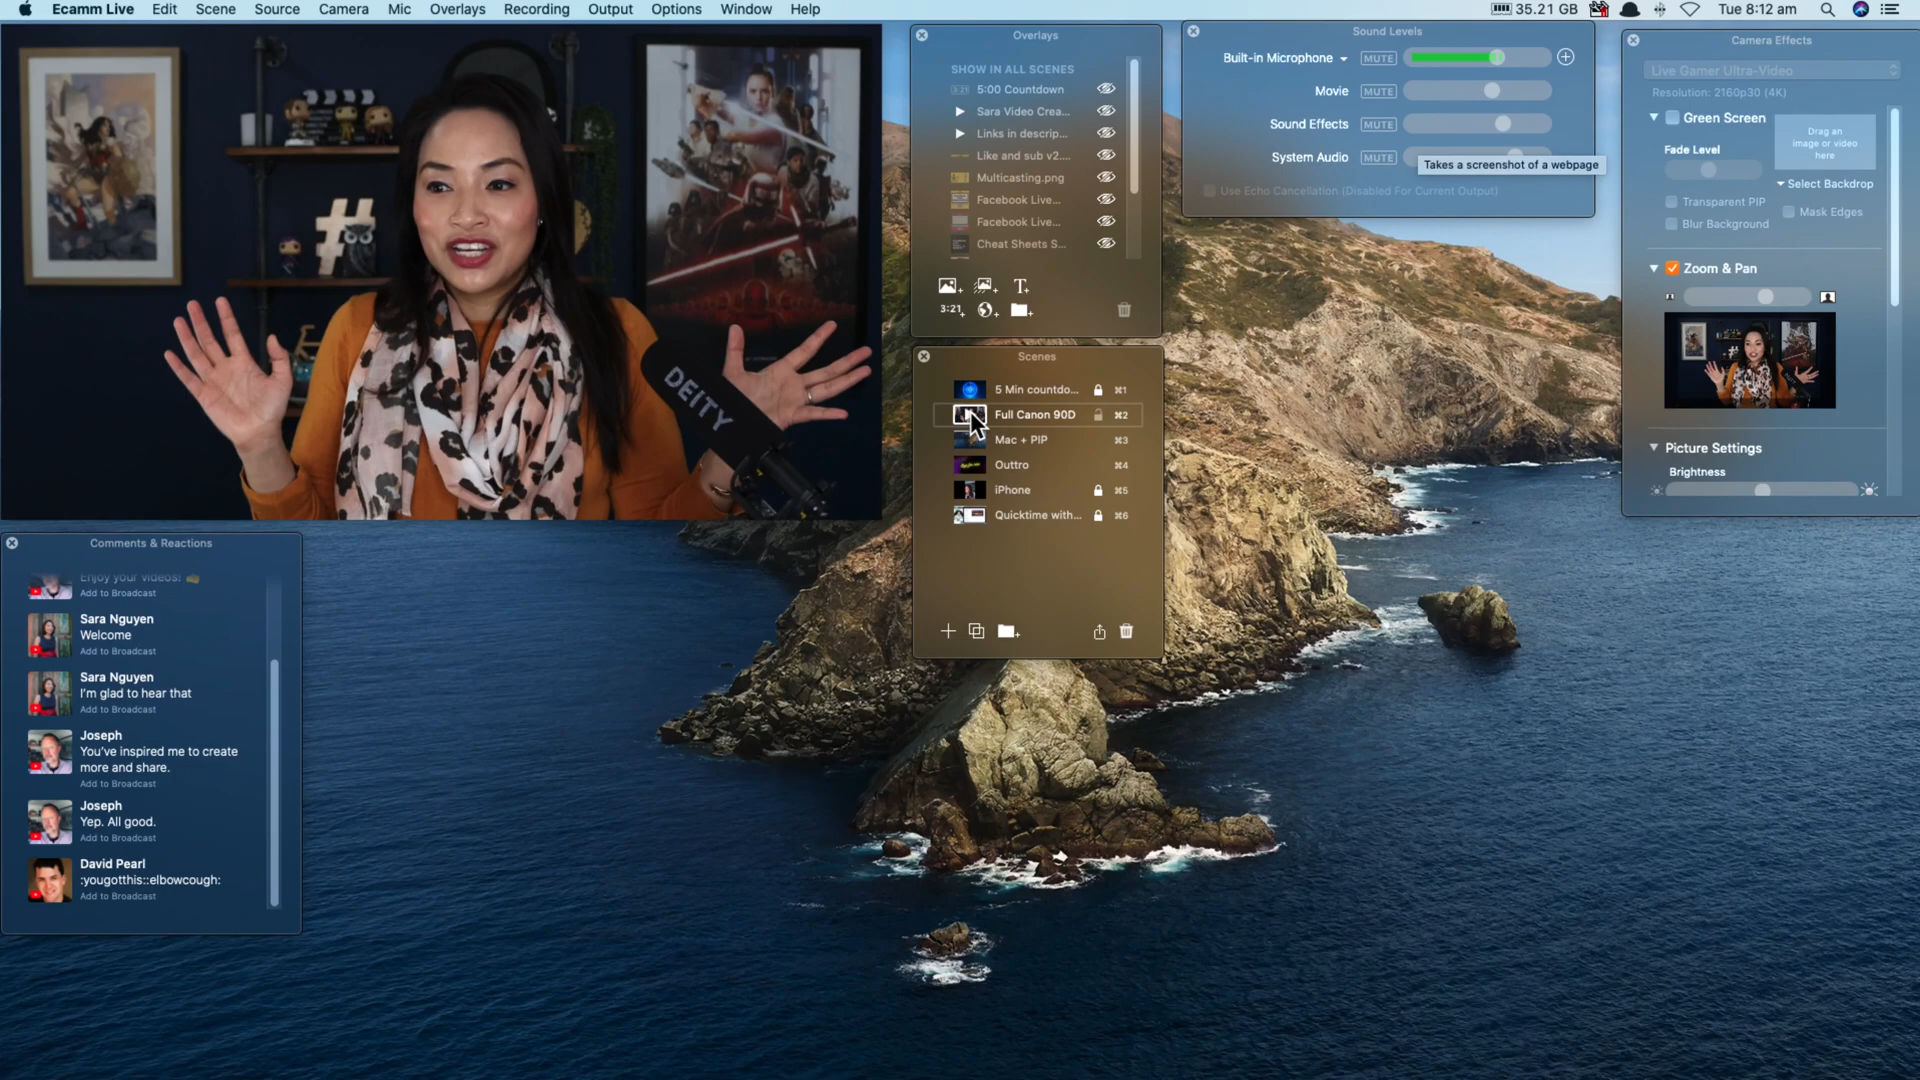 Ecamm Live Edit Scene Source Camera Mic Overlays Recording Output Options Window Help 35.21 GB Tue 8:12 am
DEITY
#
Overlays
SHOW IN ALL SCENES
5:00 Countdown
Sara Video Crea...
Links in descrip...
Like and sub v2....
Multicasting.png
Facebook Live...
Facebook Live...
Cheat Sheets S...
T+
3:21+
Scenes
5 Min countdo... ⌘1
Full Canon 90D ⌘2
Mac + PIP ⌘3
Outtro ⌘4
iPhone ⌘5
Quicktime with... ⌘6
Sound Levels
Built-in Microphone MUTE
Movie MUTE
Sound Effects MUTE
System Audio MUTE
Takes a screenshot of a webpage
Use Echo Cancellation (Disabled For Current Output)
Camera Effects
Live Gamer Ultra-Video
Resolution: 2160p30 (4K)
Green Screen
Drag an
image or video
here
Fade Level
Select Backdrop
Transparent PIP
Mask Edges
Blur Background
Zoom & Pan
Picture Settings
Brightness
Comments & Reactions
Enjoy your videos!
Add to Broadcast
Sara Nguyen
Welcome
Add to Broadcast
Sara Nguyen
I'm glad to hear that
Add to Broadcast
Joseph
You've inspired me to create
more and share.
Add to Broadcast
Joseph
Yep. All good.
Add to Broadcast
David Pearl
:yougotthis::elbowcough:
Add to Broadcast